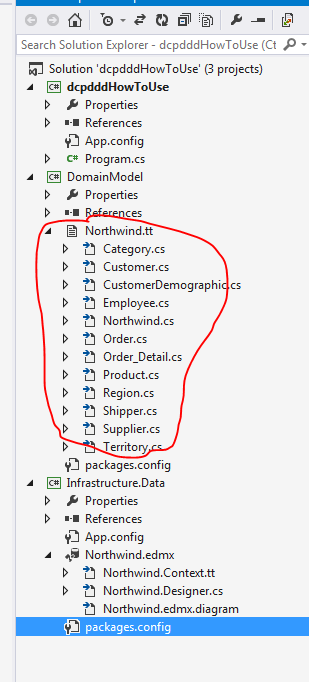 Search Solution Explorer - dcpdddHowToUse (Ct
Solution 'dcpdddHowToUse' (3 projects)
C# dcpdddHowToUse
Properties
References
App.config
C# Program.cs
C# DomainModel
Properties
References
Northwind.tt
Category.cs
Customer.cs
CustomerDemographic.cs
Employee.cs
Northwind.cs
Order.cs
Order_Detail.cs
Product.cs
Region.cs
Shipper.cs
Supplier.cs
Territory.cs
packages.config
C# Infrastructure.Data
Properties
References
App.config
Northwind.edmx
Northwind.Context.tt
Northwind.Designer.cs
Northwind.edmx.diagram
packages.config